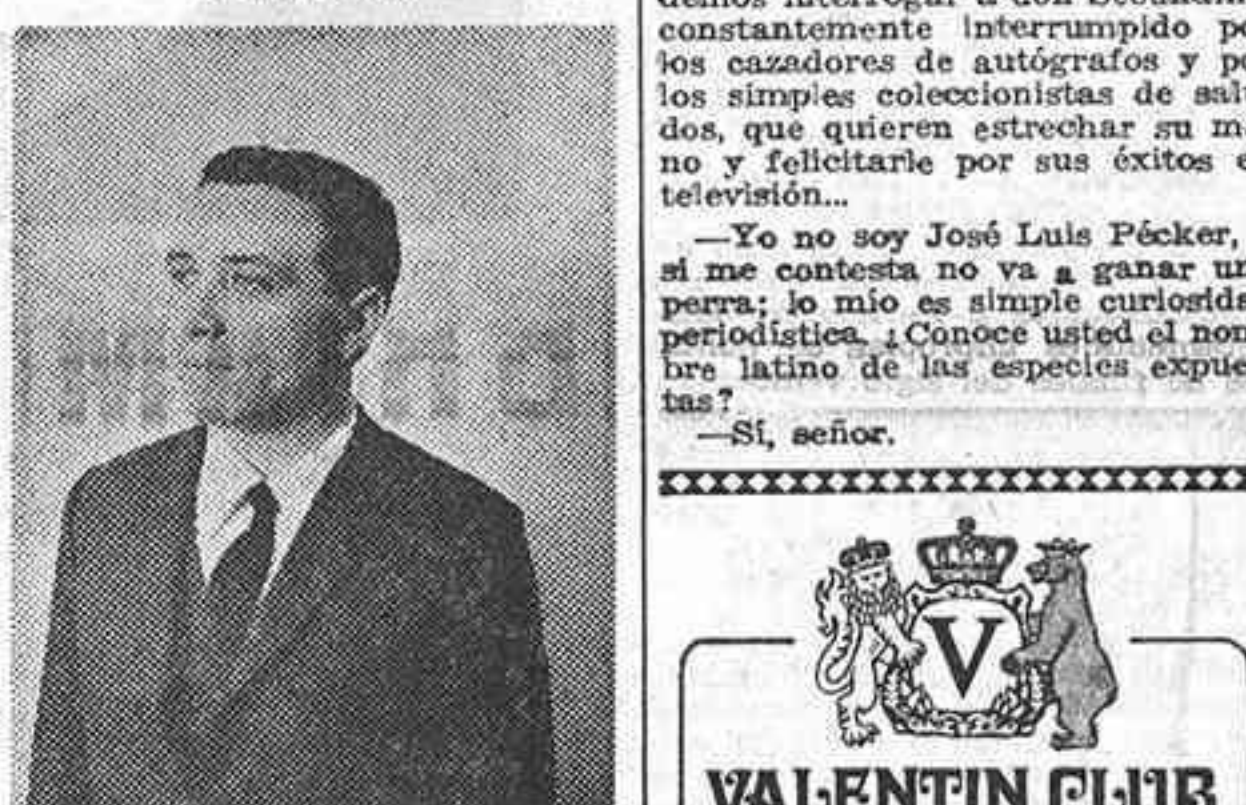 constantemente interrumpido
los cazadores de autógrafos y
los simples coleccionistas de
dos, que quieren estrechar su
no y felicitarle por sus éxitos
televisión...
—Yo no soy José Luis Pécker,
si me contesta no va a ganar
perra; lo mío es simple
periodística. ¿Conoce usted el
bre latino de las especies
tas?
—Sí, señor.
V
VALENTIN CLUB